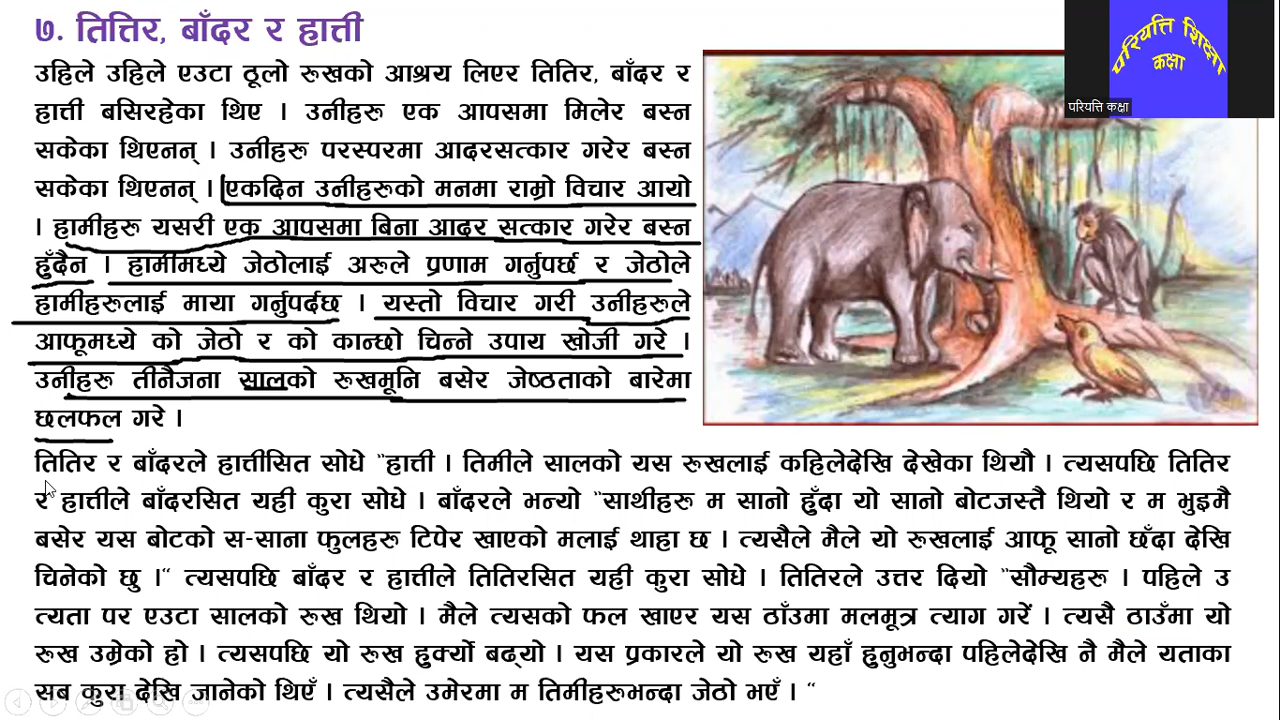 ७. तित्तिर, बाँदर र हात्ती
परियत्ति शिक्षा
कक्षा
परियत्ति कक्षा
उहिले उहिले एउटा ठूलो रुखको आश्रय लिएर तितिर, बाँदर र
हात्ती बसिरहेका थिए । उनीहरु एक आपसमा मिलेर बस्न
सकेका थिएनन् । उनीहरु परस्परमा आदरसत्कार गरेर बस्न
सकेका थिएनन् । एकदिन उनीहरुको मनमा राम्रो विचार आयो
। हामीहरु यसरी एक आपसमा बिना आदर सत्कार गरेर बस्न
हुँदैन । हामीमध्ये जेठोलाई अरुले प्रणाम गर्नुपर्छ र जेठोले
हामीहरुलाई माया गर्नुपर्दछ । यस्तो विचार गरी उनीहरुले
आफूमध्ये को जेठो र को कान्छो चिन्ने उपाय खोजी गरे ।
उनीहरु तीनैजना सालको रुखमूनि बसेर जेष्ठताको बारेमा
छलफल गरे ।
तितिर र बाँदरले हात्तीसित सोधे "हात्ती । तिमीले सालको यस रुखलाई कहिलेदेखि देखेका थियौ । त्यसपछि तितिर
र हात्तीले बाँदरसित यही कुरा सोधे । बाँदरले भन्यो "साथीहरु म सानो हुँदा यो सानो बोटजस्तै थियो र म भुइमै
बसेर यस बोटको स-साना फुलहरु टिपेर खाएको मलाई थाहा छ । त्यसैले मैले यो रुखलाई आफू सानो छँदा देखि
चिनेको छु ।" त्यसपछि बाँदर र हात्तीले तितिरसित यही कुरा सोधे । तितिरले उत्तर दियो "सौम्यहरु । पहिले उ
त्यता पर एउटा सालको रुख थियो । मैले त्यसको फल खाएर यस ठाँउमा मलमूत्र त्याग गरें । त्यसै ठाउँमा यो
रुख उम्रेको हो । त्यसपछि यो रुख हुर्क्यो बढ्यो । यस प्रकारले यो रुख यहाँ हुनुभन्दा पहिलेदेखि नै मैले यताका
सब कुरा देखि जानेको थिएँ । त्यसैले उमेरमा म तिमीहरुभन्दा जेठो भएँ । "